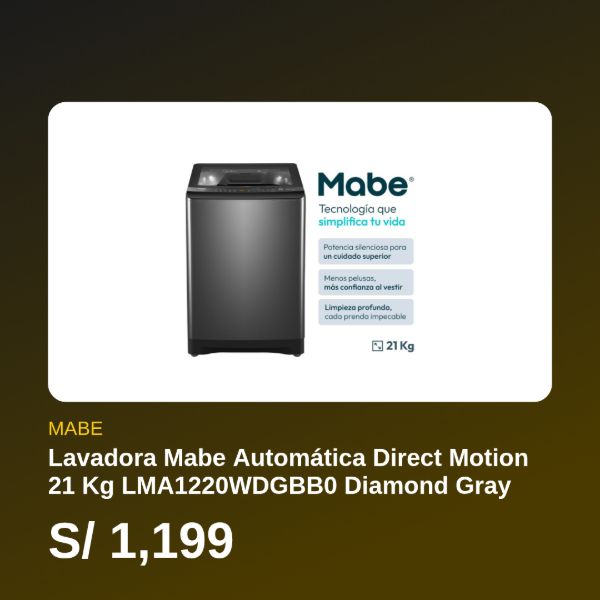 Mabe®
Tecnología que
simplifica tu vida
Potencia silenciosa para
un cuidado superior
Menos pelusas,
más confianza al vestir
Limpieza profunda,
cada prenda impecable
21 Kg
MABE
Lavadora Mabe Automática Direct Motion
21 Kg LMA1220WDGBB0 Diamond Gray
S/ 1,199